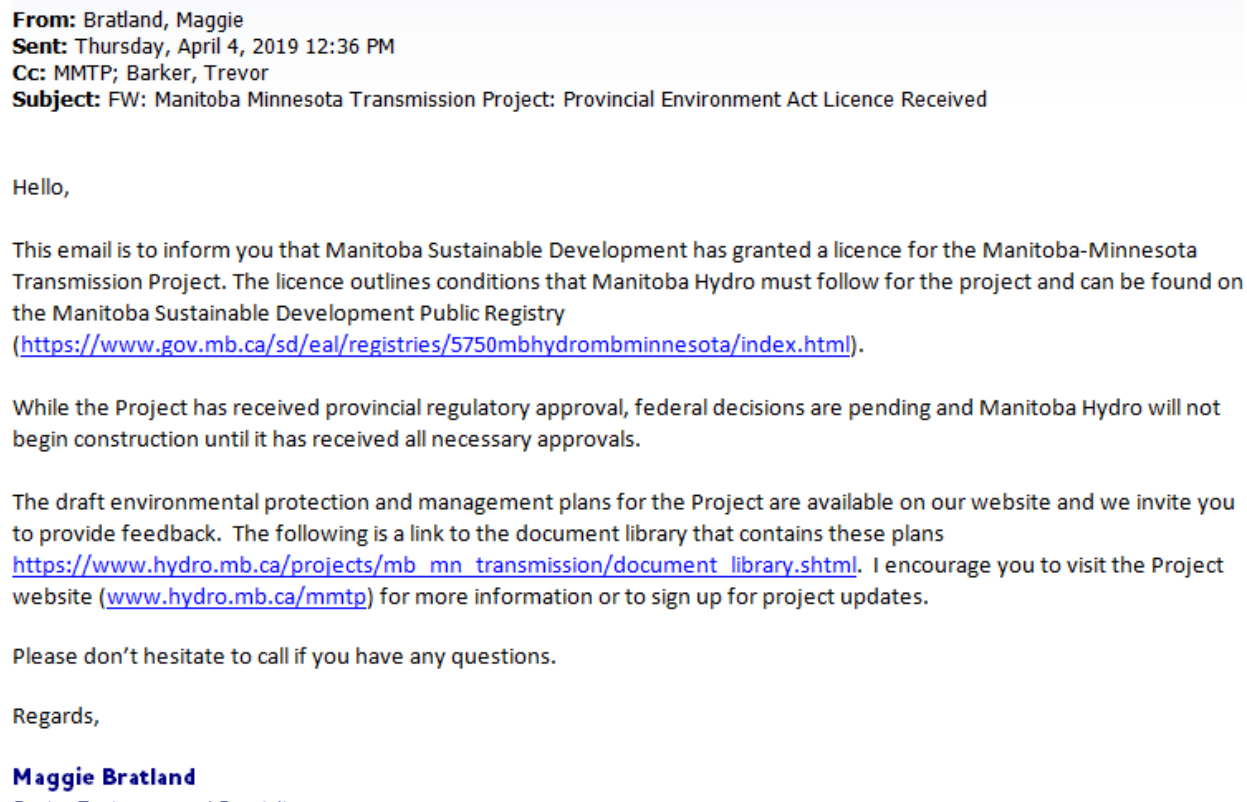 From: Bratland, Maggie
Sent: Thursday, April 4, 2019 12:36 PM
Cc: MMTP; Barker, Trevor
Subject: FW: Manitoba Minnesota Transmission Project: Provincial Environment Act Licence Received
Hello,
This email is to inform you that Manitoba Sustainable Development has granted a licence for the Manitoba-Minnesota
Transmission Project. The licence outlines conditions that Manitoba Hydro must follow for the project and can be found on
the Manitoba Sustainable Development Public Registry
(https://www.gov.mb.ca/sd/eal/registries/5750mbhydrombminnesota/index.html).
While the Project has received provincial regulatory approval, federal decisions are pending and Manitoba Hydro will not
begin construction until it has received all necessary approvals.
The draft environmental protection and management plans for the Project are available on our website and we invite you
to provide feedback.  The following is a link to the document library that contains these plans
https://www.hydro.mb.ca/projects/mb_mn_transmission/document_library.shtml.  I encourage you to visit the Project
website (www.hydro.mb.ca/mmtp) for more information or to sign up for project updates.
Please don't hesitate to call if you have any questions.
Regards,
Maggie Bratland